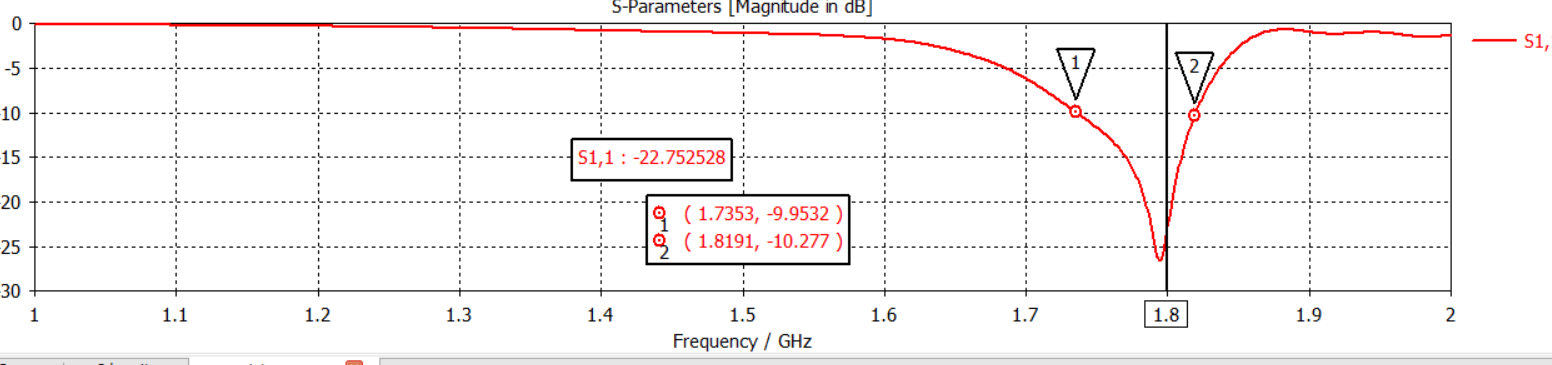 S-Parameters [Magnitude in dB]
0
-5
-10
-15
-20
-25
-30
S1,
1
2
S1,1 : -22.752528
1 ( 1.7353, -9.9532 )
2 ( 1.8191, -10.277 )
1 1.1 1.2 1.3 1.4 1.5 1.6 1.7 1.8 1.9 2
Frequency / GHz